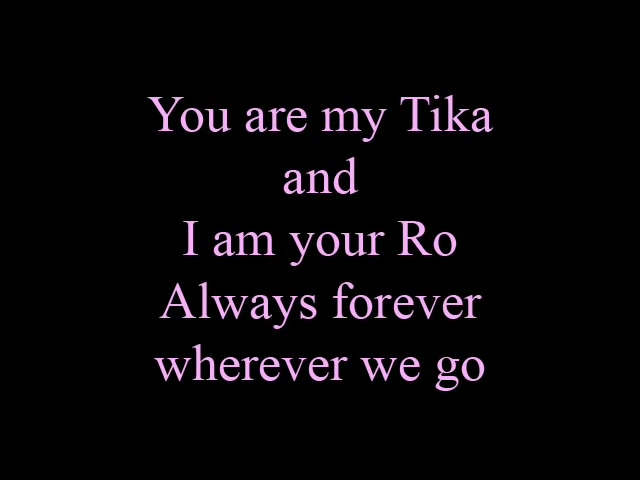 You are my Tika
and
I am your Ro
Always forever
wherever we go